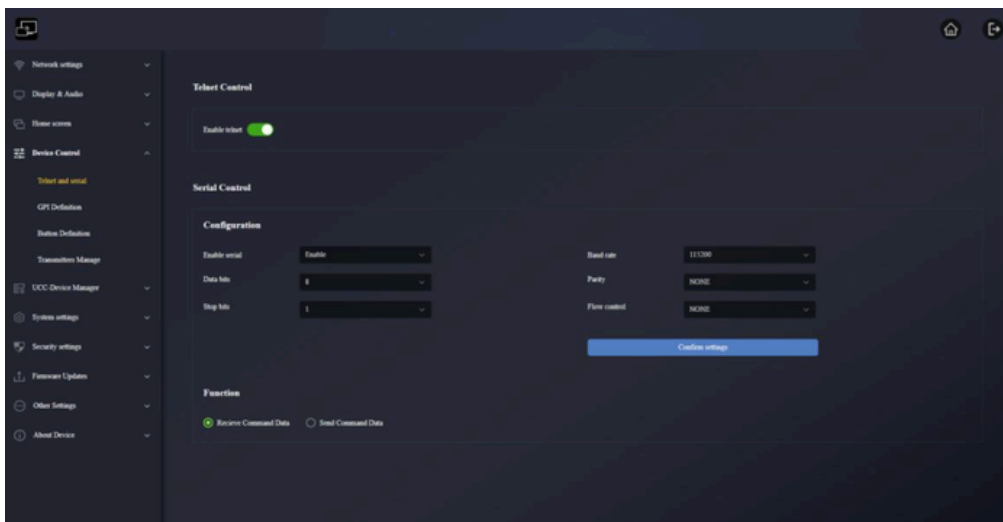 Network settings
Display & Audio
Home screen
Device Control
Telnet and serial
GPI Definition
Button Definition
Transmitters Manage
UCC-Device Manager
System settings
Security settings
Firmware Updates
Other Settings
About Device
Telnet Control
Enable telnet
Serial Control
Configuration
Enable serial Enable Baud rate 115200
Data bits 8 Parity NONE
Stop bits 1 Flow control NONE
Confirm settings
Function
Recieve Command Data Send Command Data